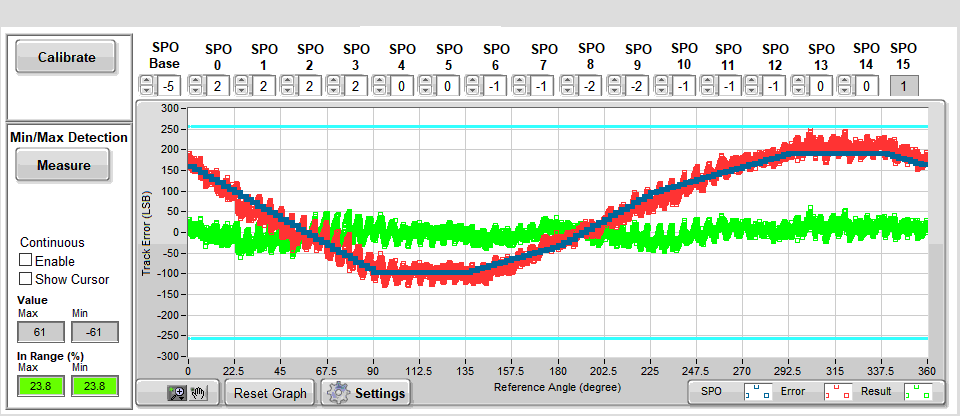 Calibrate
SPO Base SPO 0 SPO 1 SPO 2 SPO 3 SPO 4 SPO 5 SPO 6 SPO 7 SPO 8 SPO 9 SPO 10 SPO 11 SPO 12 SPO 13 SPO 14 SPO 15
-5 2 2 2 2 0 0 -1 -1 -2 -2 -1 -1 -1 0 0 1
Min/Max Detection
Measure
Continuous
Enable
Show Cursor
Value
Max Min
61 -61
In Range (%)
Max Min
23.8 23.8
Track Error (LSB)
300
250
200
150
100
50
0
-50
-100
-150
-200
-250
-300
0 22.5 45 67.5 90 112.5 135 157.5 180 202.5 225 247.5 270 292.5 315 337.5 360
Reference Angle (degree)
Reset Graph
Settings
SPO Error Result